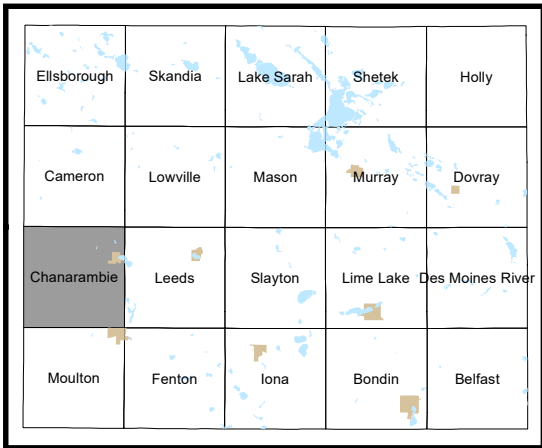 Ellsborough Skandia Lake Sarah Shetek Holly
Cameron Lowville Mason Murray Dovray
Chanarambie Leeds Slayton Lime Lake Des Moines River
Moulton Fenton Iona Bondin Belfast